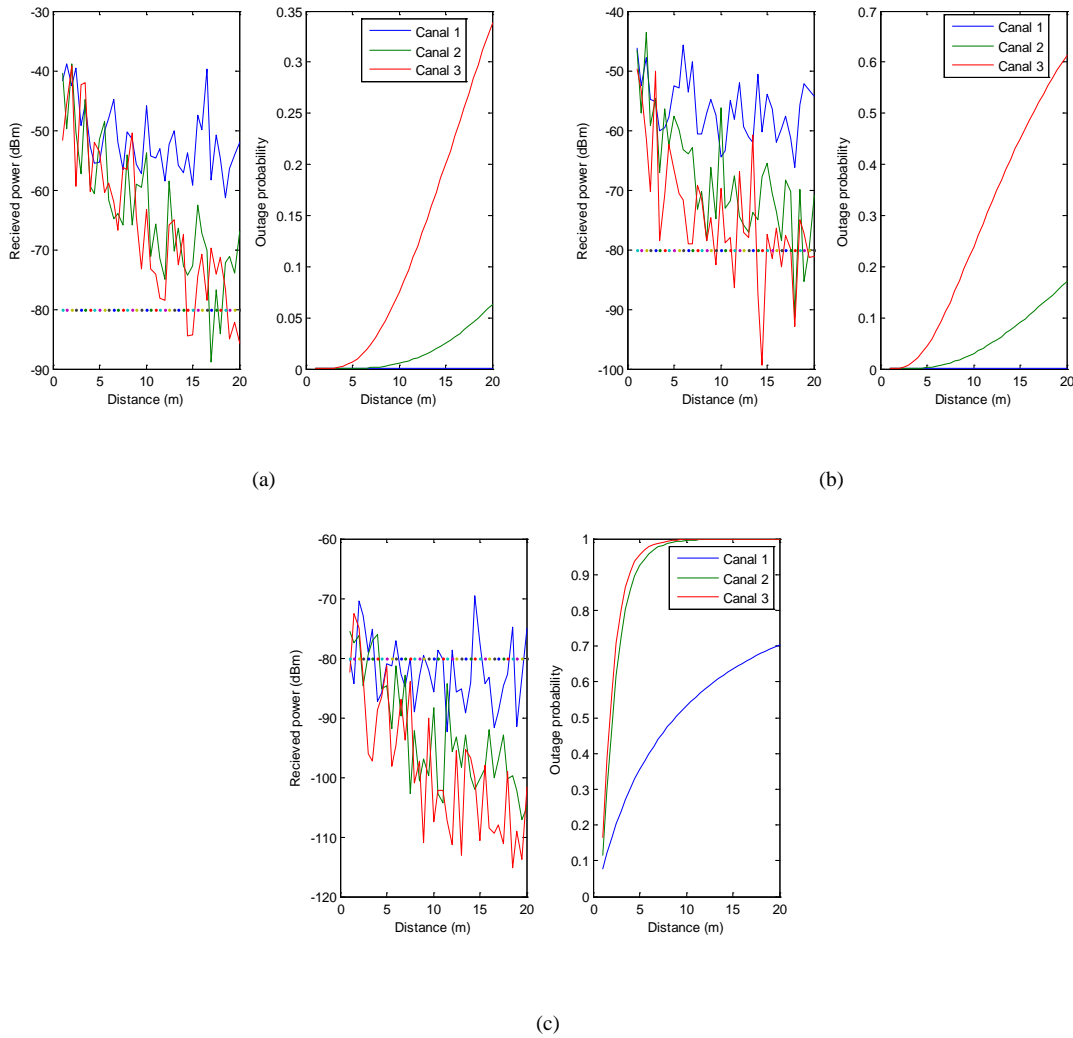 -30
-40
-50
-60
-70
-80
-90
0 5 10 15 20
Distance (m)
Recieved power (dBm)
0.35
0.3
0.25
0.2
0.15
0.1
0.05
0
0 5 10 15 20
Distance (m)
Outage probability
Canal 1
Canal 2
Canal 3
(a)
-40
-50
-60
-70
-80
-90
-100
0 5 10 15 20
Distance (m)
Recieved power (dBm)
0.7
0.6
0.5
0.4
0.3
0.2
0.1
0
0 5 10 15 20
Distance (m)
Outage probability
Canal 1
Canal 2
Canal 3
(b)
-60
-70
-80
-90
-100
-110
-120
0 5 10 15 20
Distance (m)
Recieved power (dBm)
1
0.9
0.8
0.7
0.6
0.5
0.4
0.3
0.2
0.1
0
0 5 10 15 20
Distance (m)
Outage probability
Canal 1
Canal 2
Canal 3
(c)